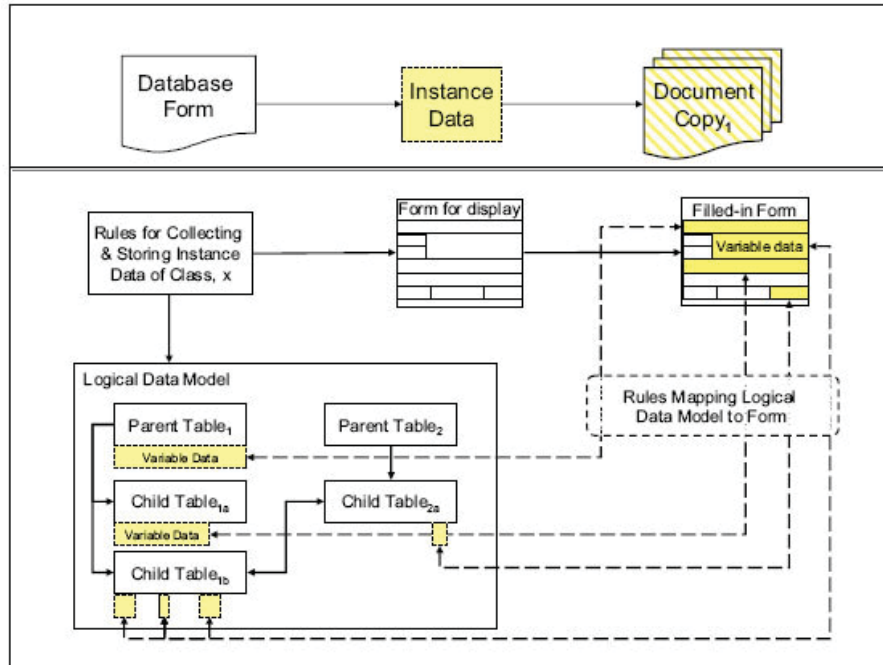 Database
Form
Instance
Data
Document
Copy1
Rules for Collecting
& Storing Instance
Data of Class, x
Form for display
Filled-in Form
Variable data
Logical Data Model
Rules Mapping Logical
Data Model to Form
Parent Table1
Variable Data
Parent Table2
Child Table1a
Variable Data
Child Table2a
Child Table1b